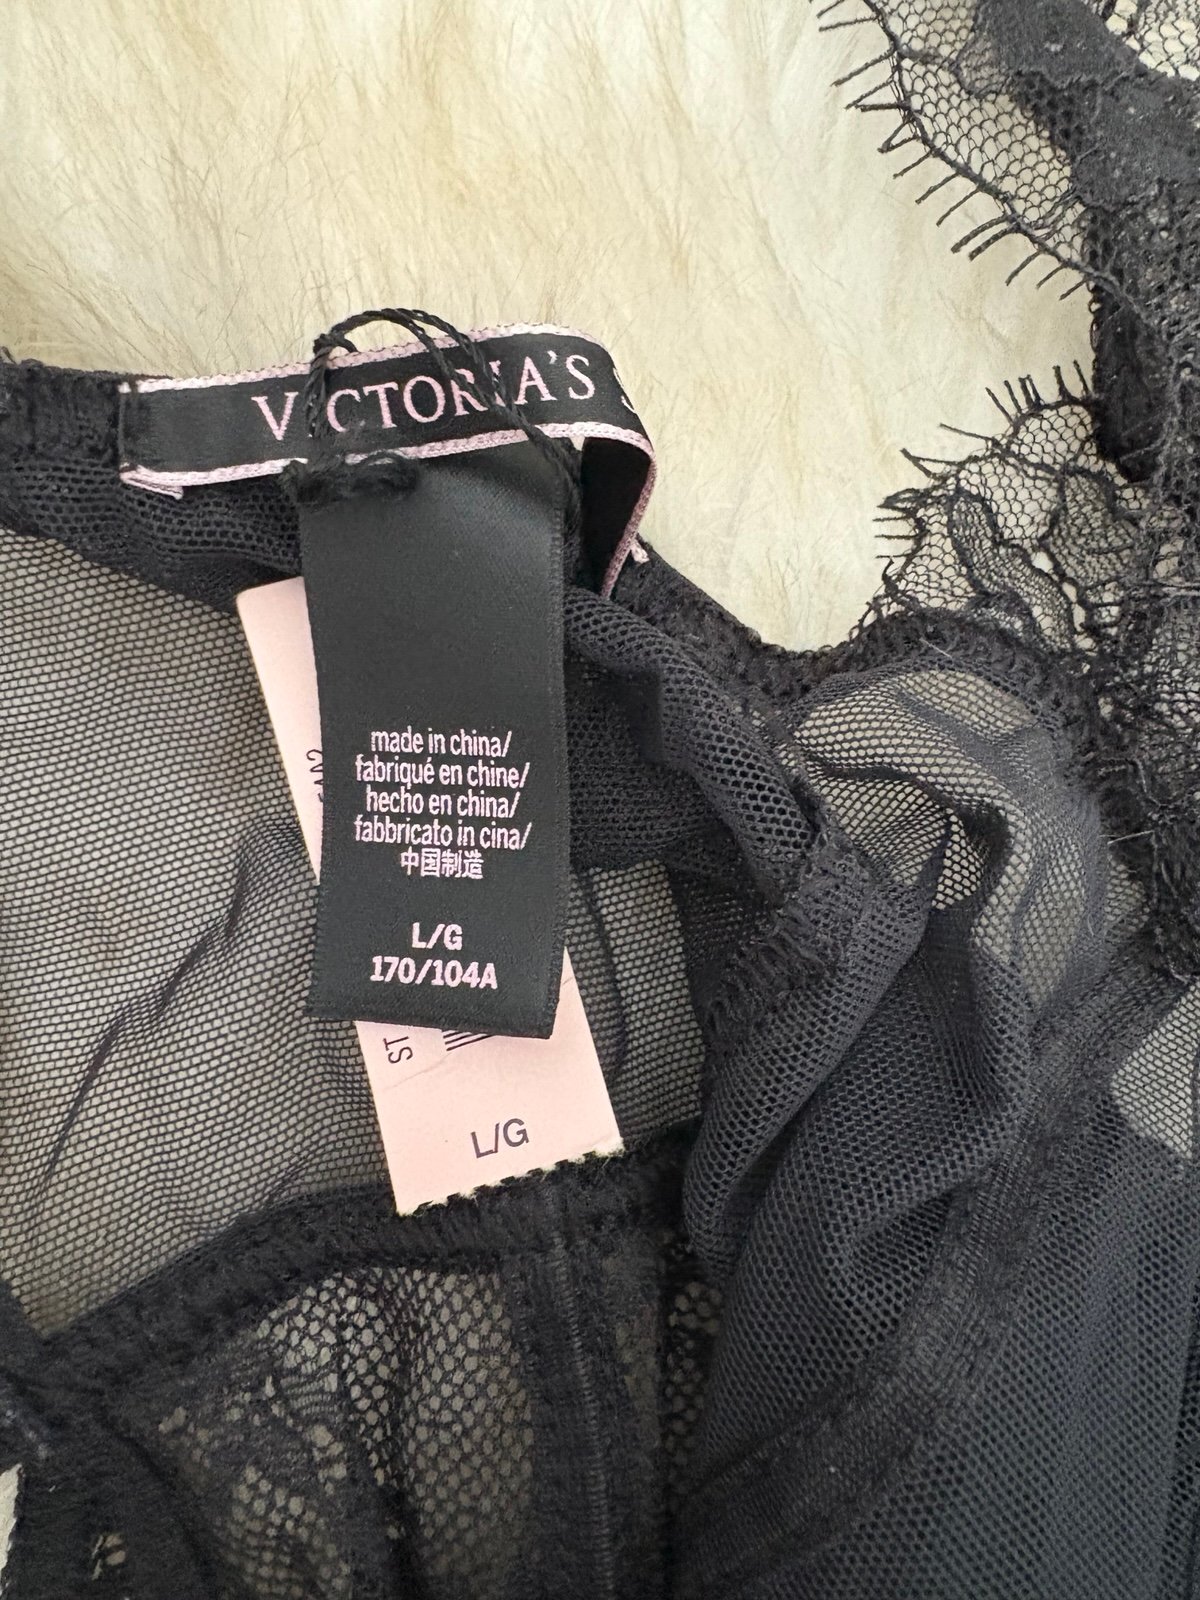 VICTORIA'S S
made in china/
fabriqué en chine/
hecho en china/
fabbricato in cina/
中国制造
L/G
170/104A
ST
L/G